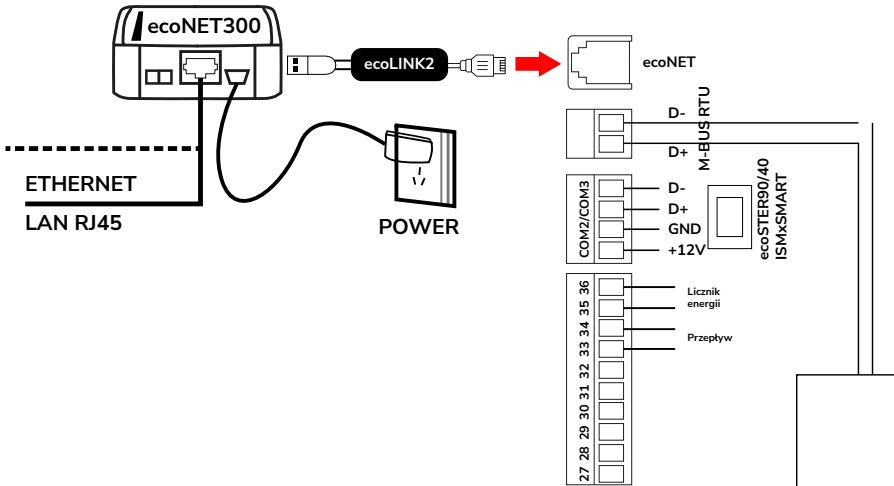 ecoNET300
ecoLINK2
ecoNET
ETHERNET
LAN RJ45
POWER
D-
D+
M-BUS RTU
COM2/COM3
D-
D+
GND
+12V
ecoSTER90/40
ISMxSMART
36
35
34
33
32
31
30
29
28
27
Licznik
energii
Przepływ